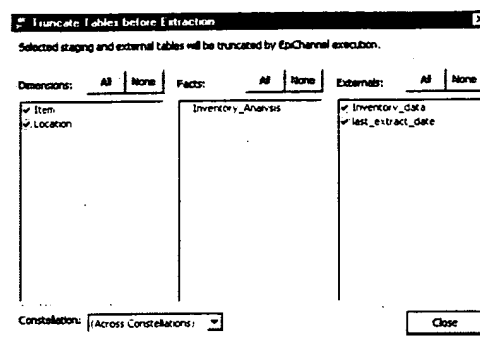 Truncate Tables before Extraction
Selected staging and external tables will be truncated by EpiChannel execution.
Dimensions: All None Facts: All None Externals: All None
Item Inventory_Analysis Inventory_data
Location last_extract_date
Constellation: (Across Constellations) Close